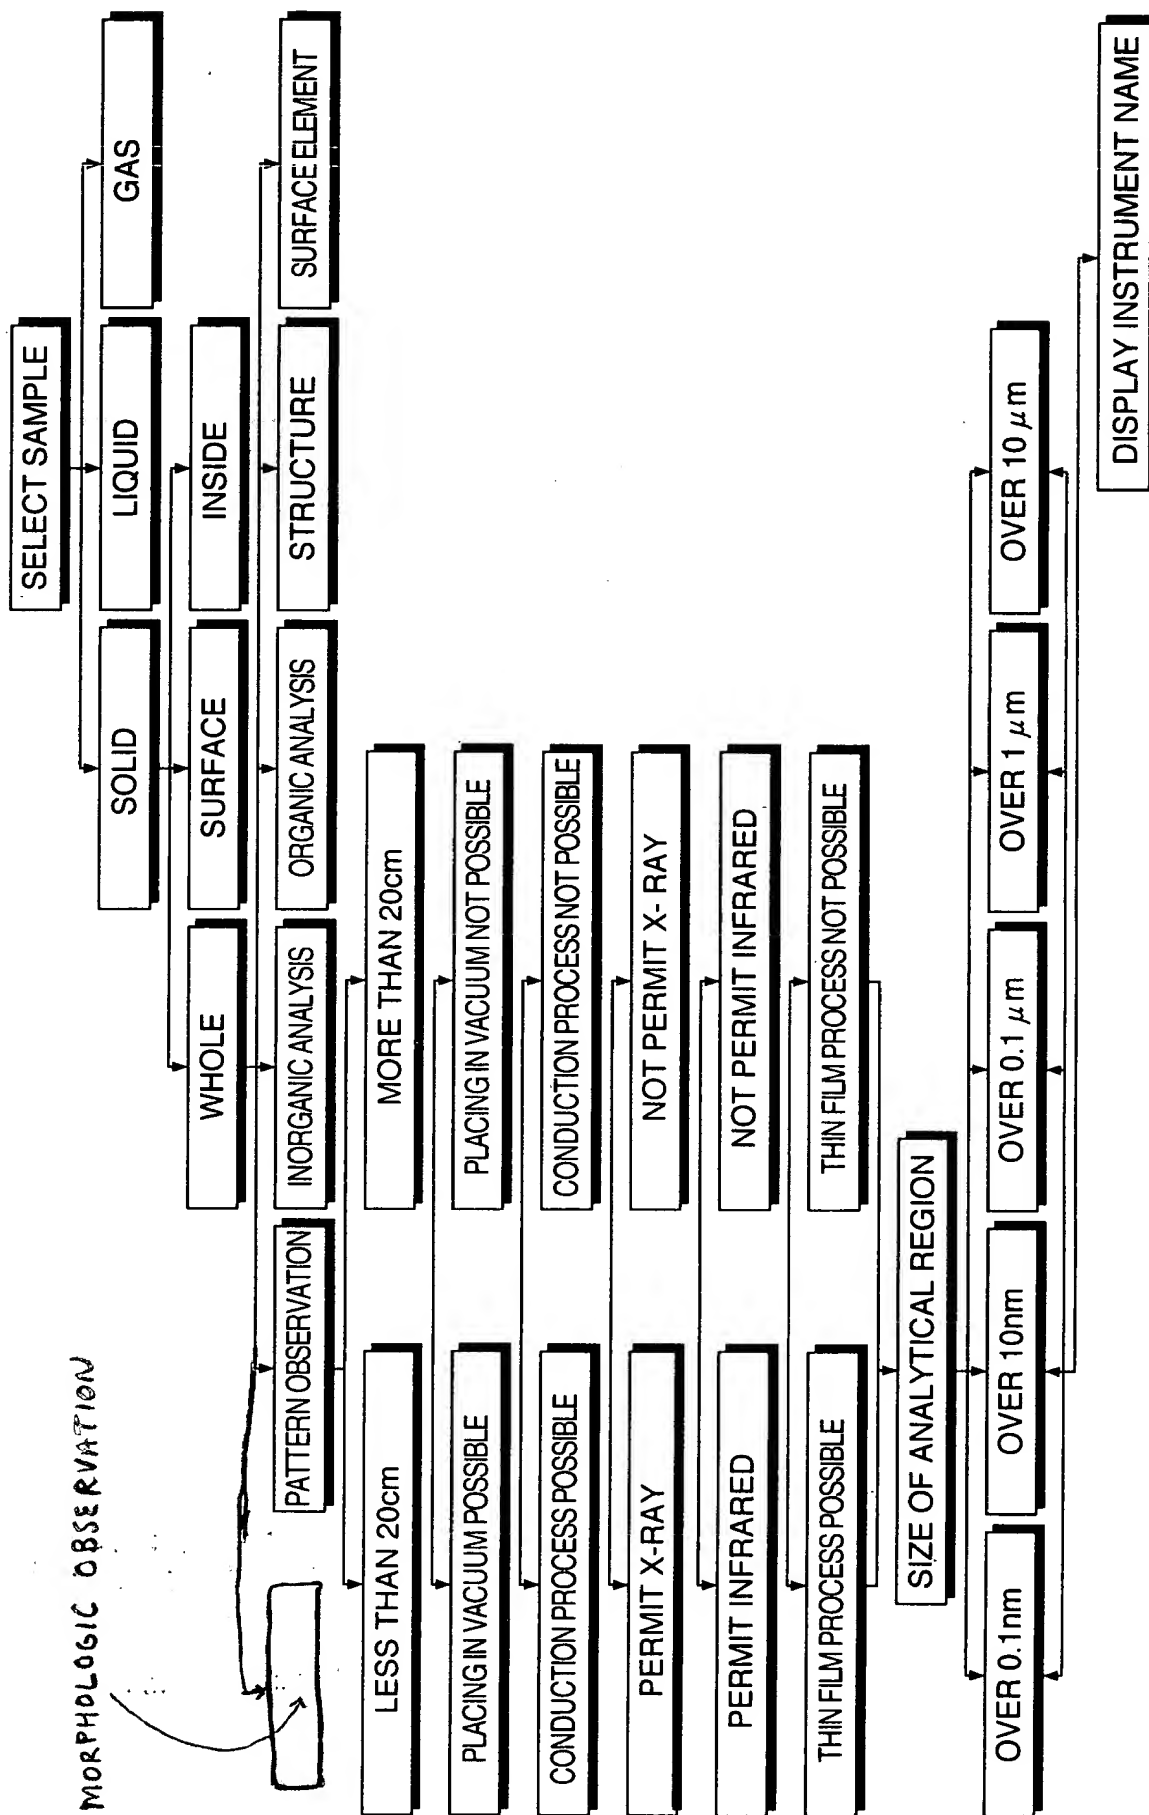 SELECT SAMPLE
SOLID
LIQUID
GAS
WHOLE
SURFACE
INSIDE
MORPHOLOGIC OBSERVATION
PATTERN OBSERVATION
INORGANIC ANALYSIS
ORGANIC ANALYSIS
STRUCTURE
SURFACE ELEMENT
LESS THAN 20cm
MORE THAN 20cm
PLACING IN VACUUM POSSIBLE
PLACING IN VACUUM NOT POSSIBLE
CONDUCTION PROCESS POSSIBLE
CONDUCTION PROCESS NOT POSSIBLE
PERMIT X-RAY
NOT PERMIT X- RAY
PERMIT INFRARED
NOT PERMIT INFRARED
THIN FILM PROCESS POSSIBLE
THIN FILM PROCESS NOT POSSIBLE
SIZE OF ANALYTICAL REGION
OVER 0.1nm
OVER 10nm
OVER 0.1 μm
OVER 1 μm
OVER 10 μm
DISPLAY INSTRUMENT NAME